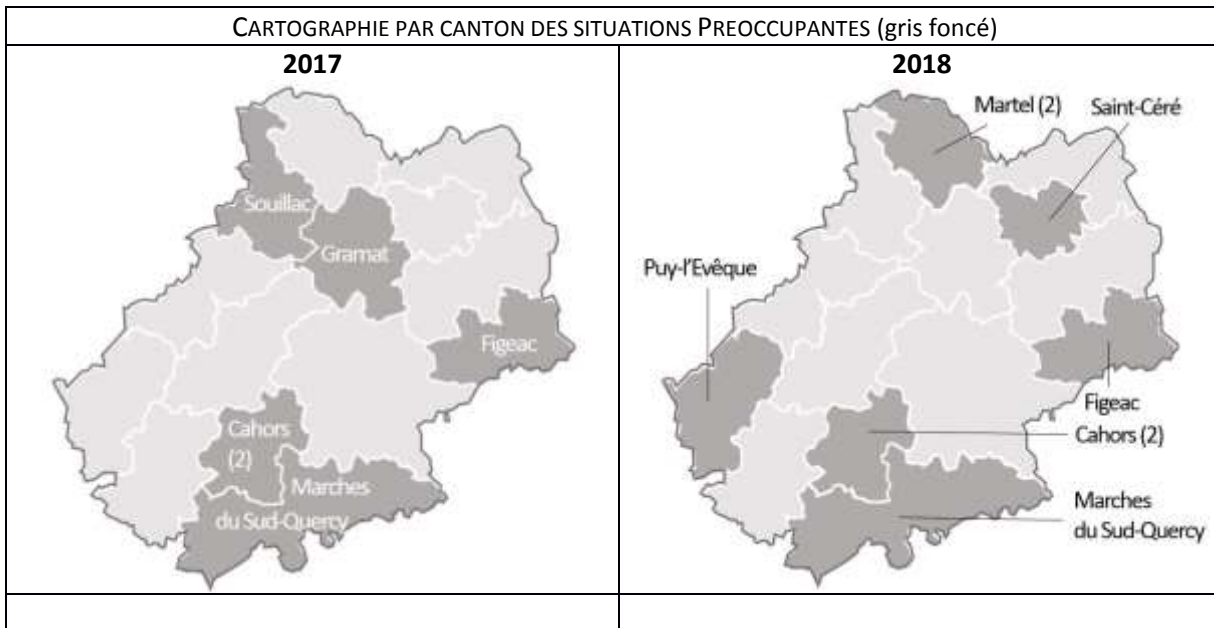 CARTOGRAPHIE PAR CANTON DES SITUATIONS PREOCCUPANTES (gris foncé)
2017
2018
Souillac
Gramat
Figeac
Cahors
(2)
Marches
du Sud-Quercy
Martel (2)
Saint-Céré
Puy-l'Evêque
Figeac
Cahors (2)
Marches
du Sud-Quercy